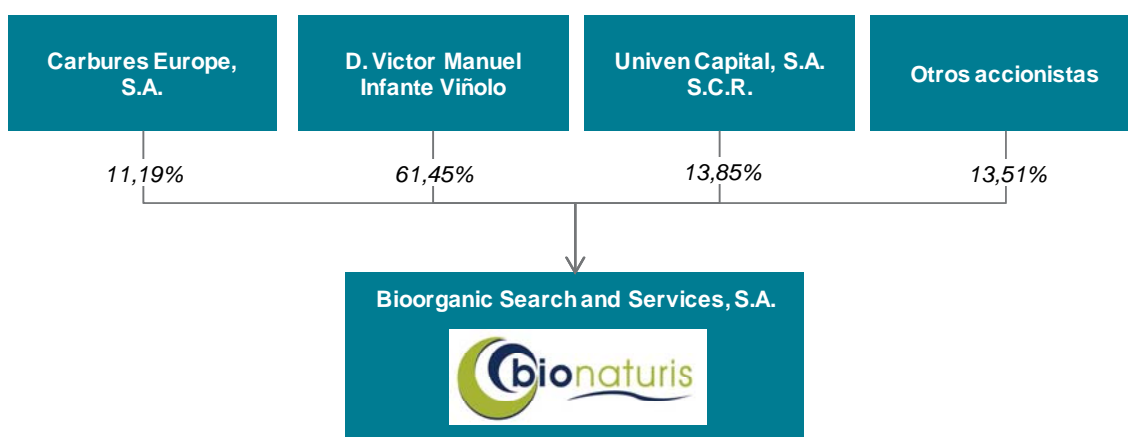 Carbures Europe,
S.A.
D. Victor Manuel
Infante Viñolo
Univen Capital, S.A.
S.C.R.
Otros accionistas
11,19%
61,45%
13,85%
13,51%
Bioorganic Search and Services, S.A.
bionaturis